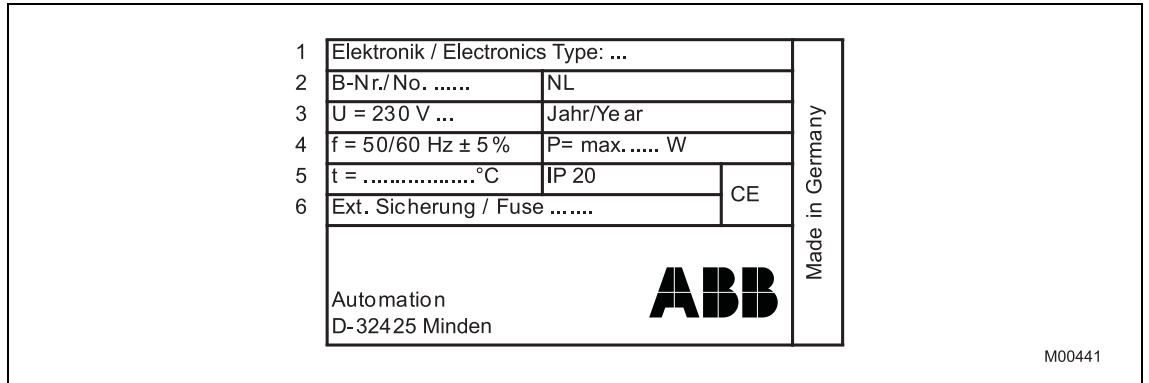 1 Elektronik / Electronics Type: ...
2 B-Nr./No. ...... NL
3 U = 230 V ... Jahr/Year
4 f = 50/60 Hz ± 5% P= max. ..... W
5 t = ..................°C IP 20
CE
6 Ext. Sicherung / Fuse .......
Made in Germany
ABB
Automation
D-32425 Minden
M00441